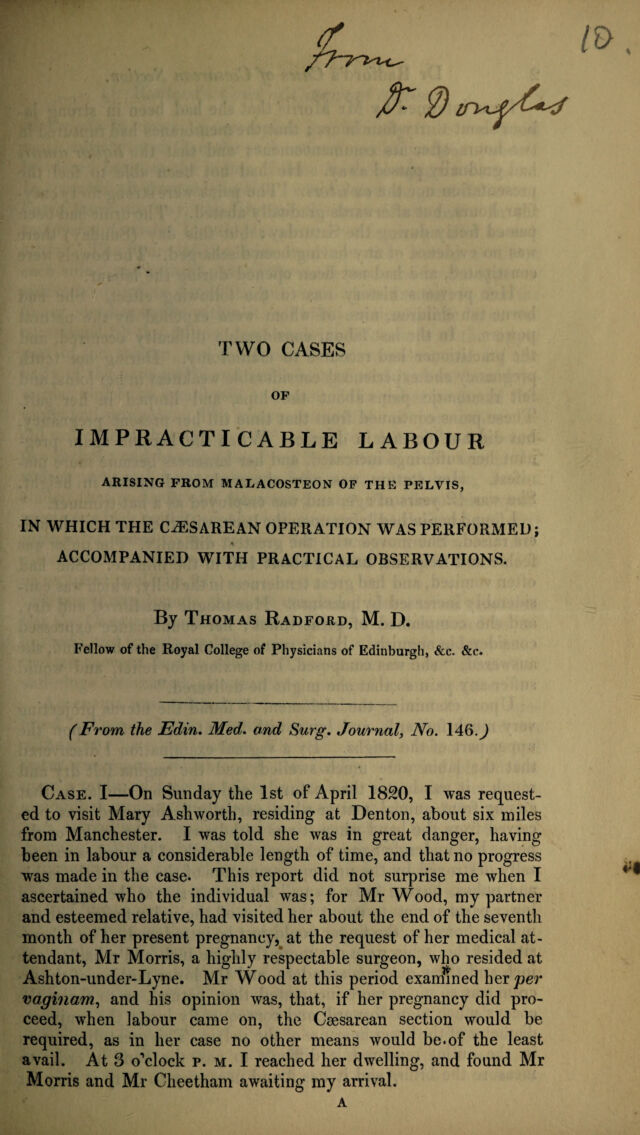 10.
From
Dr. Douglas
TWO CASES
OF
IMPRACTICABLE LABOUR
ARISING FROM MALACOSTEON OF THE PELVIS,
IN WHICH THE CÆSAREAN OPERATION WAS PERFORMED;
ACCOMPANIED WITH PRACTICAL OBSERVATIONS.
By THOMAS RADFORD, M. D.
Fellow of the Royal College of Physicians of Edinburgh, &c. &c.
(From the Edin. Med. and Surg. Journal, No. 146.)
CASE. I—On Sunday the 1st of April 1820, I was request-
ed to visit Mary Ashworth, residing at Denton, about six miles
from Manchester. I was told she was in great danger, having
been in labour a considerable length of time, and that no progress
was made in the case. This report did not surprise me when I
ascertained who the individual was; for Mr Wood, my partner
and esteemed relative, had visited her about the end of the seventh
month of her present pregnancy, at the request of her medical at-
tendant, Mr Morris, a highly respectable surgeon, who resided at
Ashton-under-Lyne. Mr Wood at this period examined her per
vaginam, and his opinion was, that, if her pregnancy did pro-
ceed, when labour came on, the Cæsarean section would be
required, as in her case no other means would be of the least
avail. At 3 o'clock P. M. I reached her dwelling, and found Mr
Morris and Mr Cheetham awaiting my arrival.
A